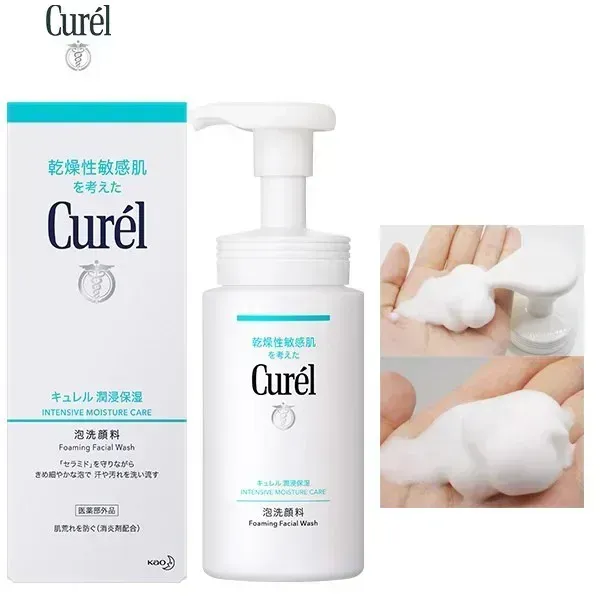 Curél
乾燥性敏感肌
を考えた
Curél
キュレル 潤浸保湿
INTENSIVE MOISTURE CARE
泡洗顔料
Foaming Facial Wash
「セラミド」を守りながら
きめ細やかな泡で 汗や汚れを洗い流す
医薬部外品
肌荒れを防ぐ（消炎剤配合）
Kao
乾燥性敏感肌
を考えた
Curél
キュレル 潤浸保湿
INTENSIVE MOISTURE CARE
泡洗顔料
Foaming Facial Wash